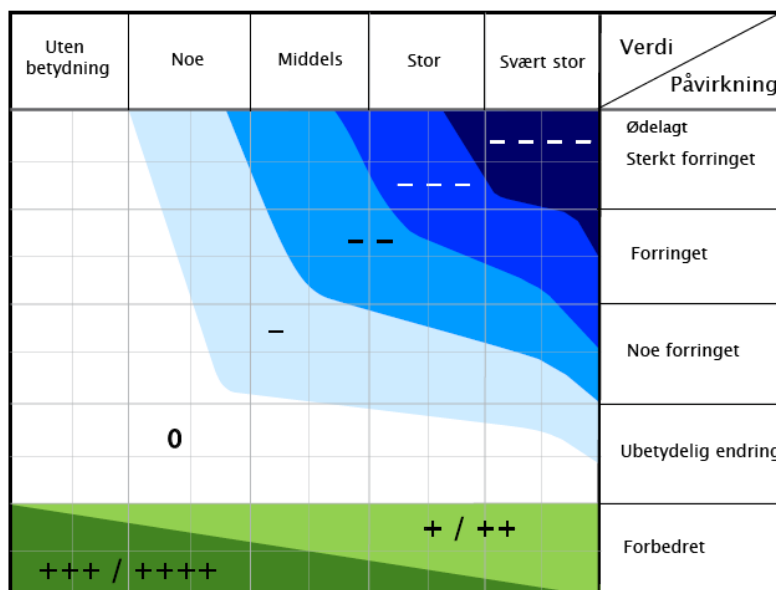 Uten
betydning
Noe
Middels
Stor
Svært stor
Verdi
Påvirkning
– – – –
Ødelagt
Sterkt forringet
– – –
– –
Forringet
–
Noe forringet
0
Ubetydelig endring
+ / ++
Forbedret
+++ / ++++